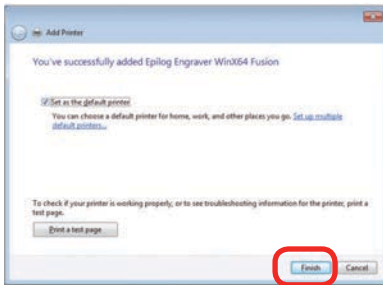 Add Printer
You've successfully added Epilog Engraver WinX64 Fusion
Set as the default printer
You can choose a default printer for home, work, and other places you go. Set up multiple
default printers...
To check if your printer is working properly, or to see troubleshooting information for the printer, print a
test page.
Print a test page
Finish Cancel